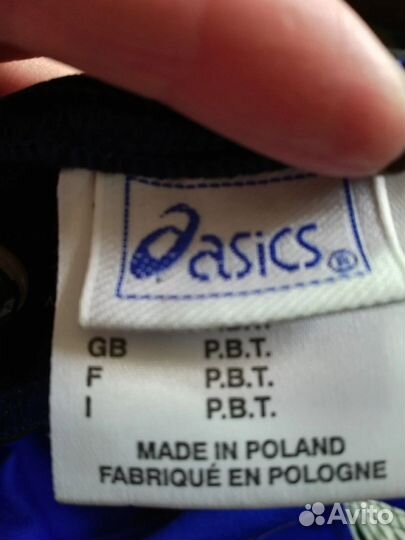 asics ®
GB P.B.T.
F P.B.T.
I P.B.T.
MADE IN POLAND
FABRIQUÉ EN POLOGNE
Avito